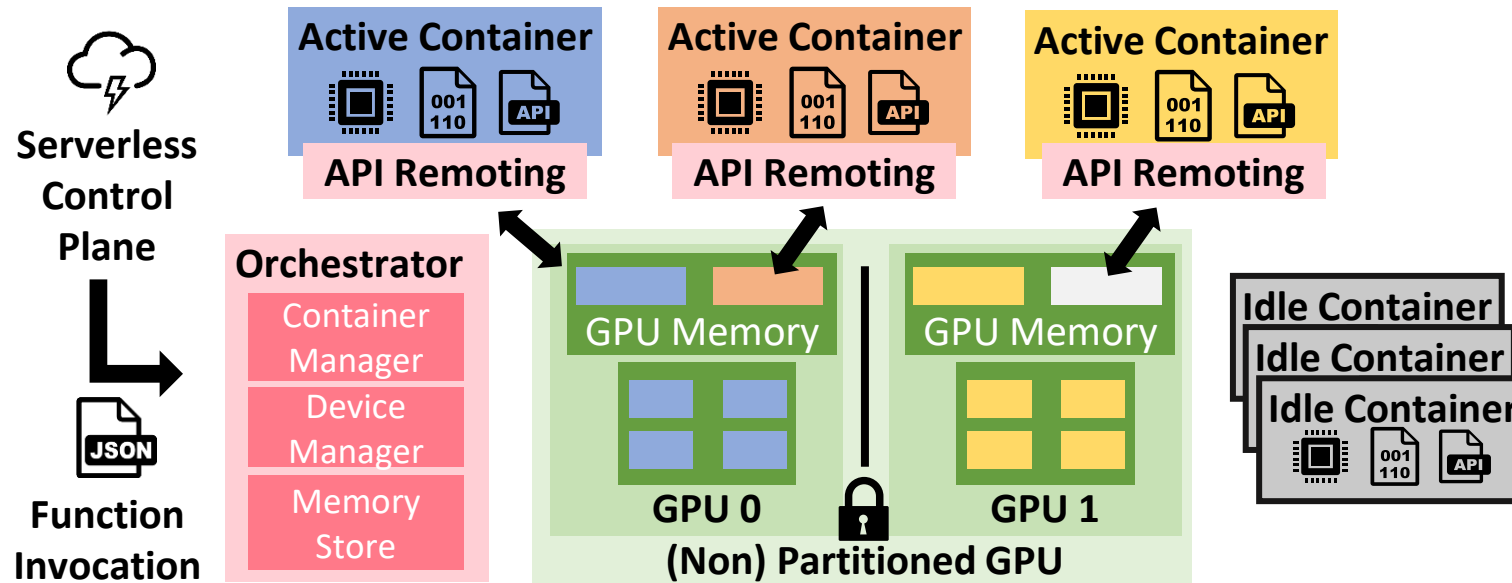 Serverless
Control
Plane
JSON
Function
Invocation
Active Container
001
110
API
API Remoting
Active Container
001
110
API
API Remoting
Active Container
001
110
API
API Remoting
Orchestrator
Container
Manager
Device
Manager
Memory
Store
GPU Memory
GPU 0
GPU Memory
GPU 1
(Non) Partitioned GPU
Idle Container
Idle Container
Idle Container
001
110
API